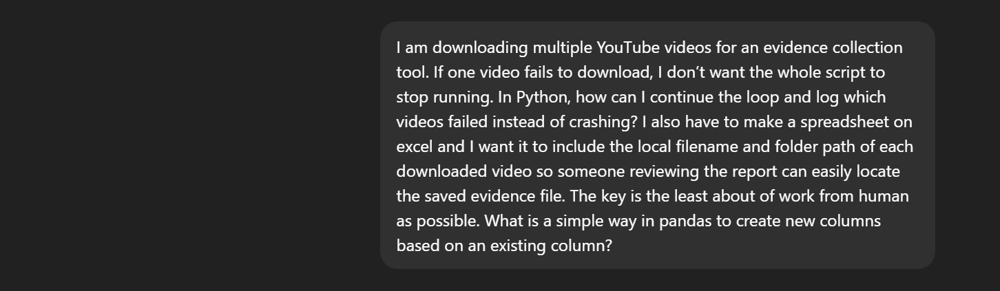 I am downloading multiple YouTube videos for an evidence collection
tool. If one video fails to download, I don‘t want the whole script to
stop running. In Python, how can I continue the loop and log which
videos failed instead of crashing? I also have to make a spreadsheet on
excel and I want it to include the local filename and folder path of each
downloaded video so someone reviewing the report can easily locate
the saved evidence file. The key is the least about of work from human
as possible. What is a simple way in pandas to create new columns
based on an existing column?